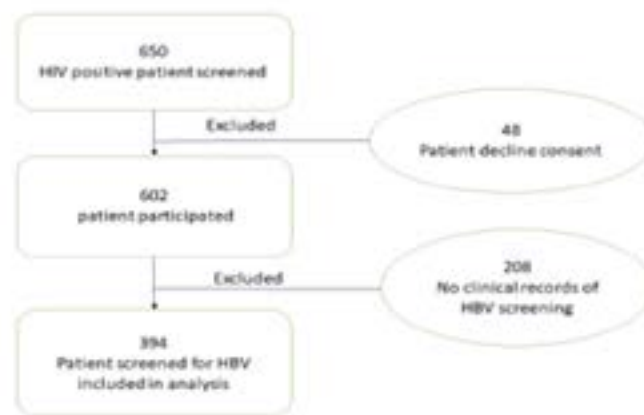 650
HIV positive patient screened
Excluded
48
Patient decline consent
602
patient participated
Excluded
208
No clinical records of
HBV screening
394
Patient screened for HBV
included in analysis